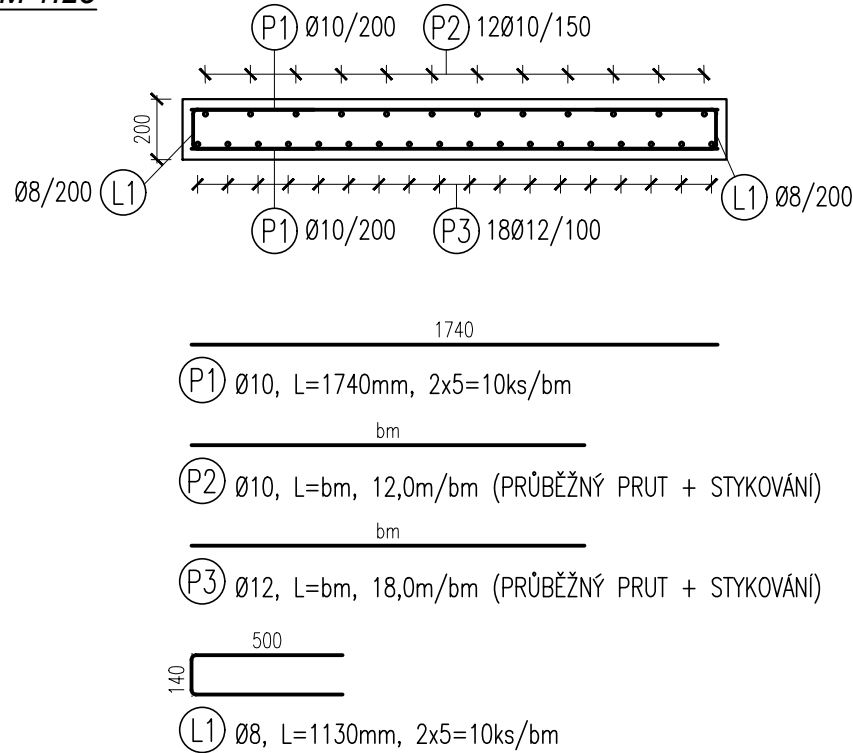 P1 Ø10/200 P2 12Ø10/150
200
Ø8/200 L1 L1 Ø8/200
P1 Ø10/200 P3 18Ø12/100
1740
P1 Ø10, L=1740mm, 2x5=10ks/bm
bm
P2 Ø10, L=bm, 12,0m/bm (PRŮBĚŽNÝ PRUT + STYKOVÁNÍ)
bm
P3 Ø12, L=bm, 18,0m/bm (PRŮBĚŽNÝ PRUT + STYKOVÁNÍ)
500
140
L1 Ø8, L=1130mm, 2x5=10ks/bm